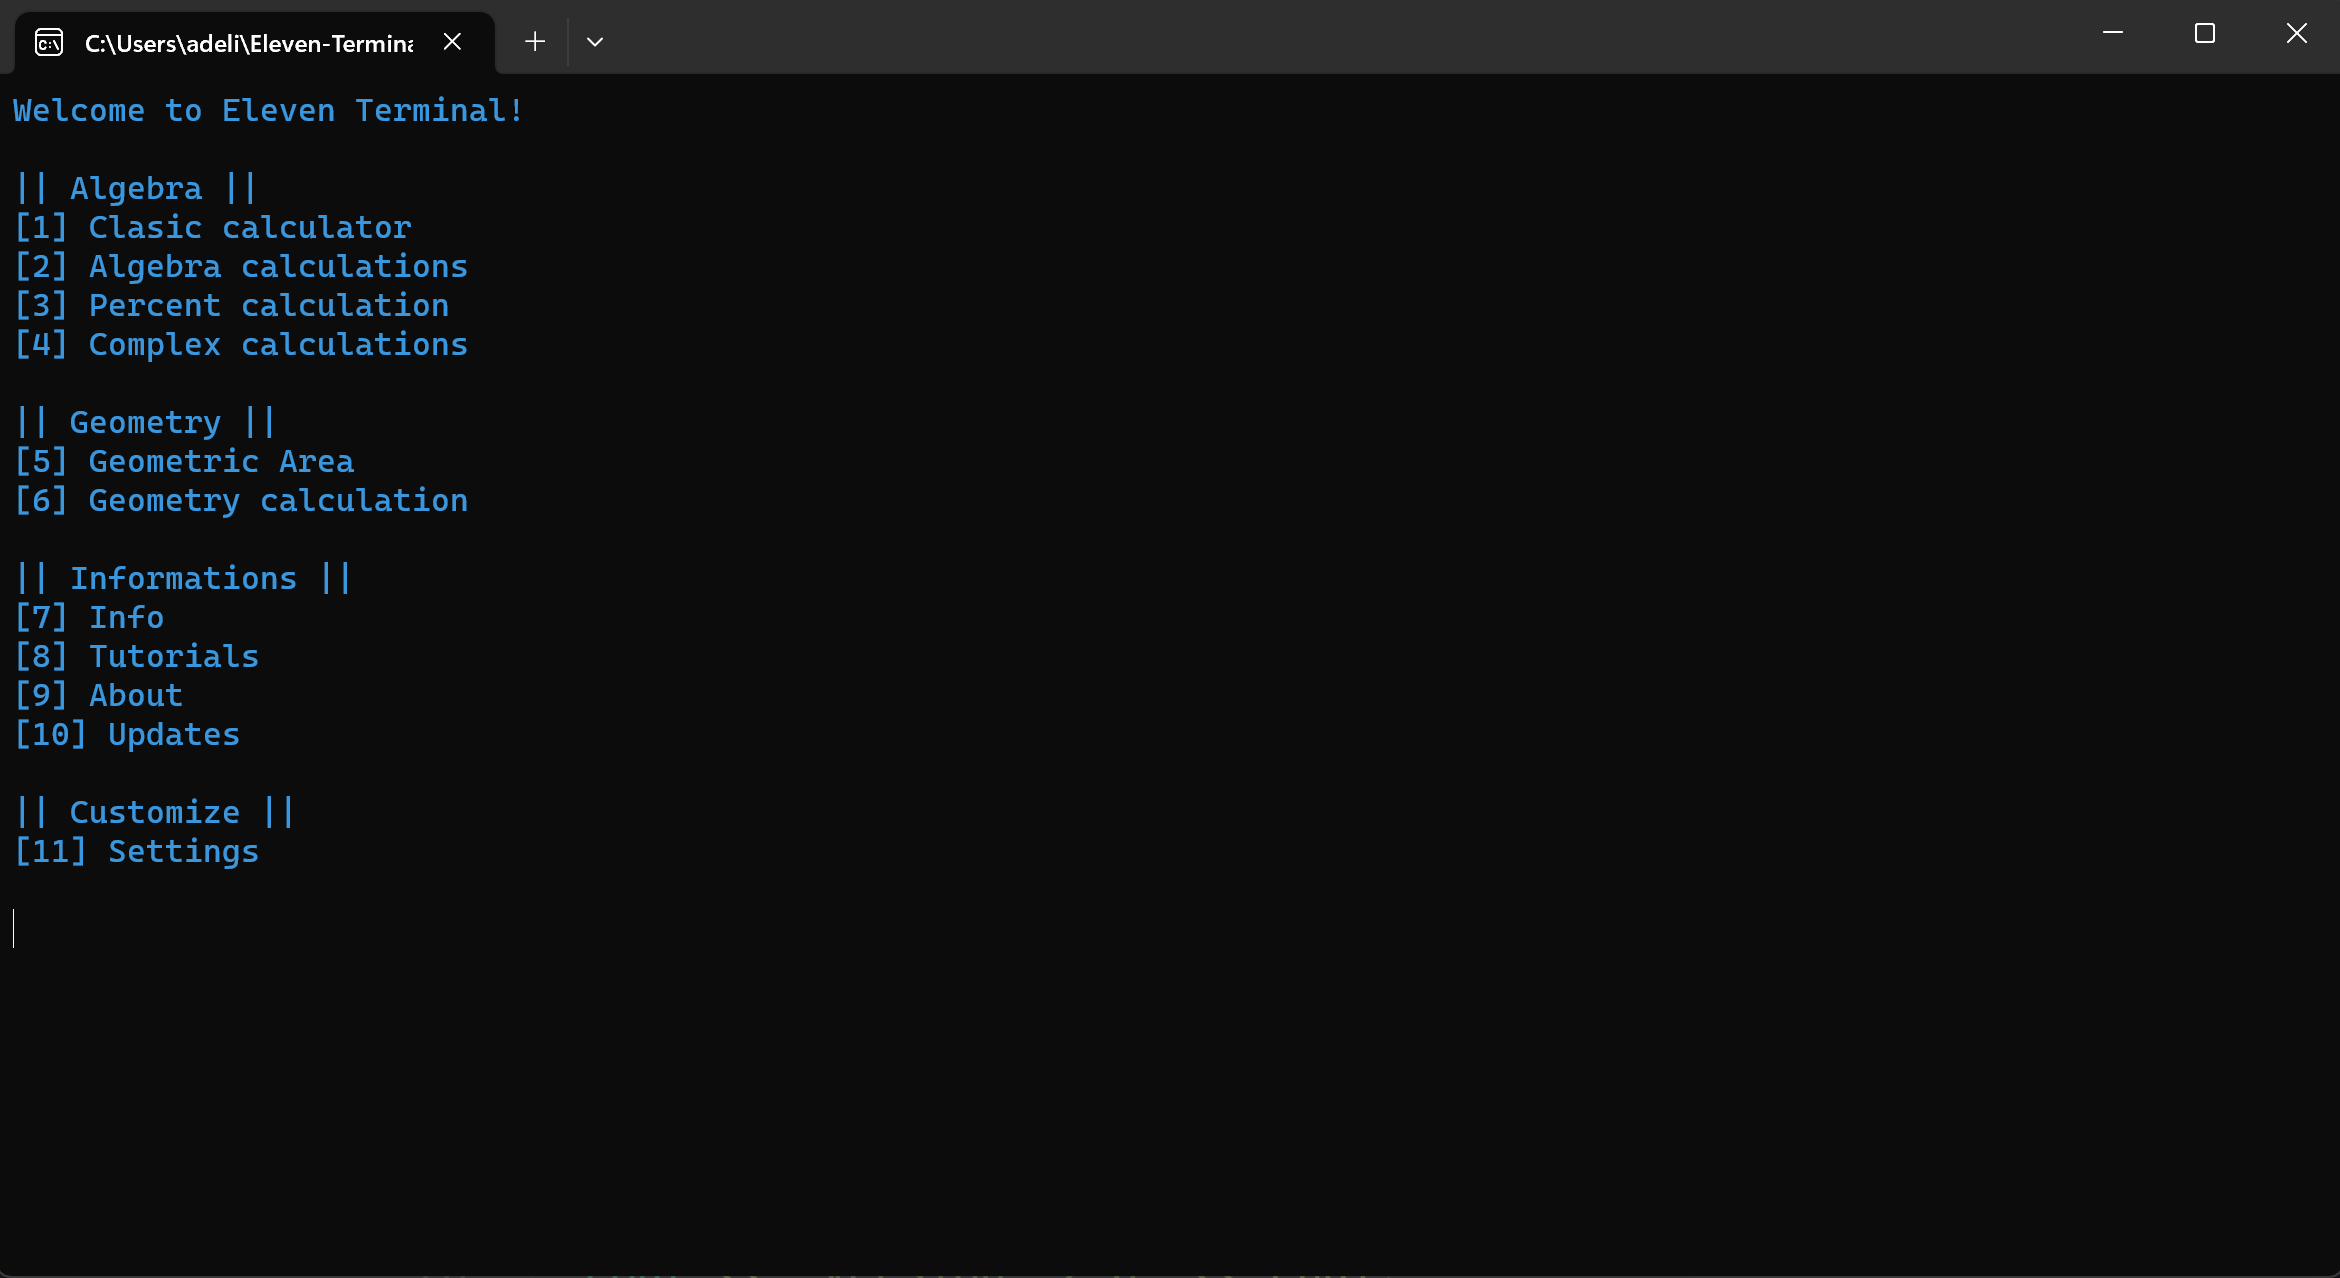 C:\Users\adeli\Eleven-Termina
Welcome to Eleven Terminal!
|| Algebra ||
[1] Clasic calculator
[2] Algebra calculations
[3] Percent calculation
[4] Complex calculations
|| Geometry ||
[5] Geometric Area
[6] Geometry calculation
|| Informations ||
[7] Info
[8] Tutorials
[9] About
[10] Updates
|| Customize ||
[11] Settings